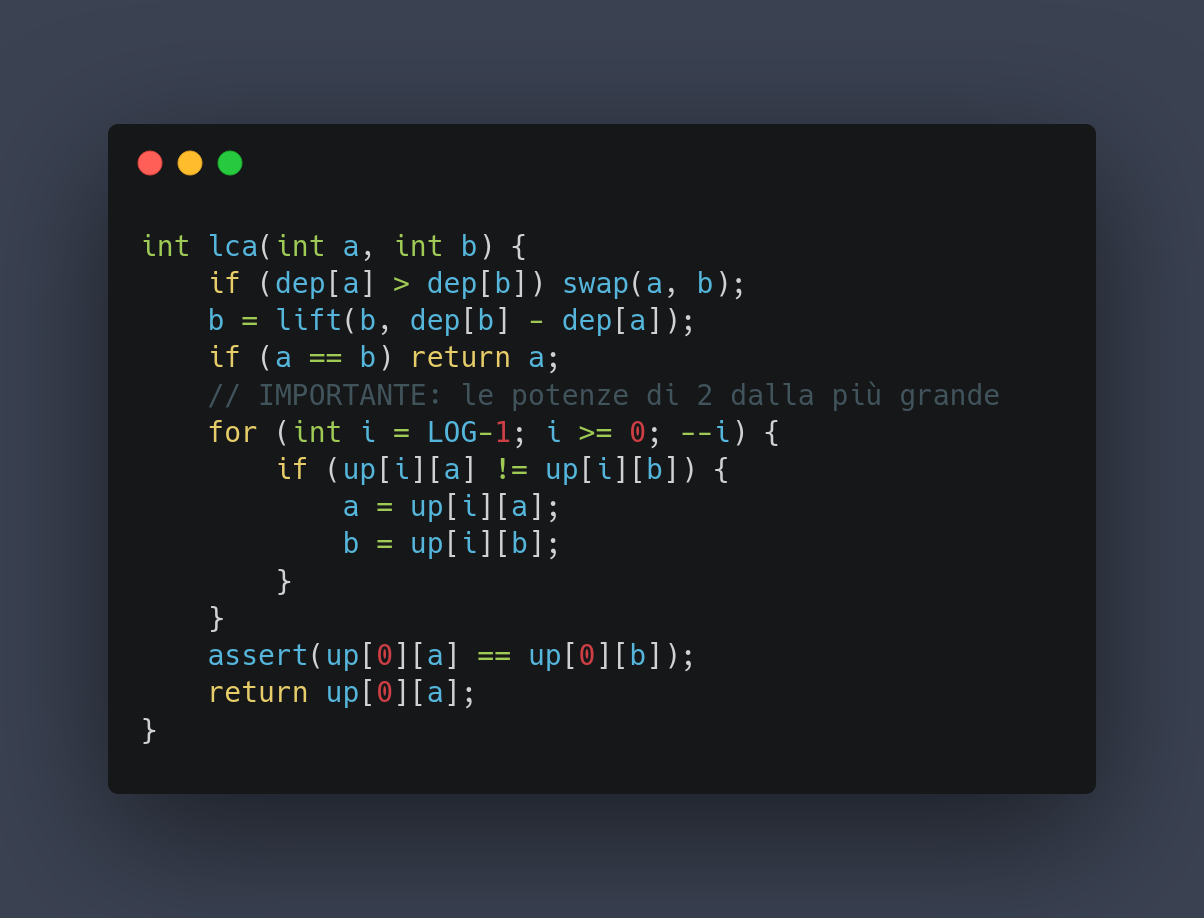 int lca(int a, int b) {
    if (dep[a] > dep[b]) swap(a, b);
    b = lift(b, dep[b] - dep[a]);
    if (a == b) return a;
    // IMPORTANTE: le potenze di 2 dalla più grande
    for (int i = LOG-1; i >= 0; --i) {
        if (up[i][a] != up[i][b]) {
            a = up[i][a];
            b = up[i][b];
        }
    }
    assert(up[0][a] == up[0][b]);
    return up[0][a];
}